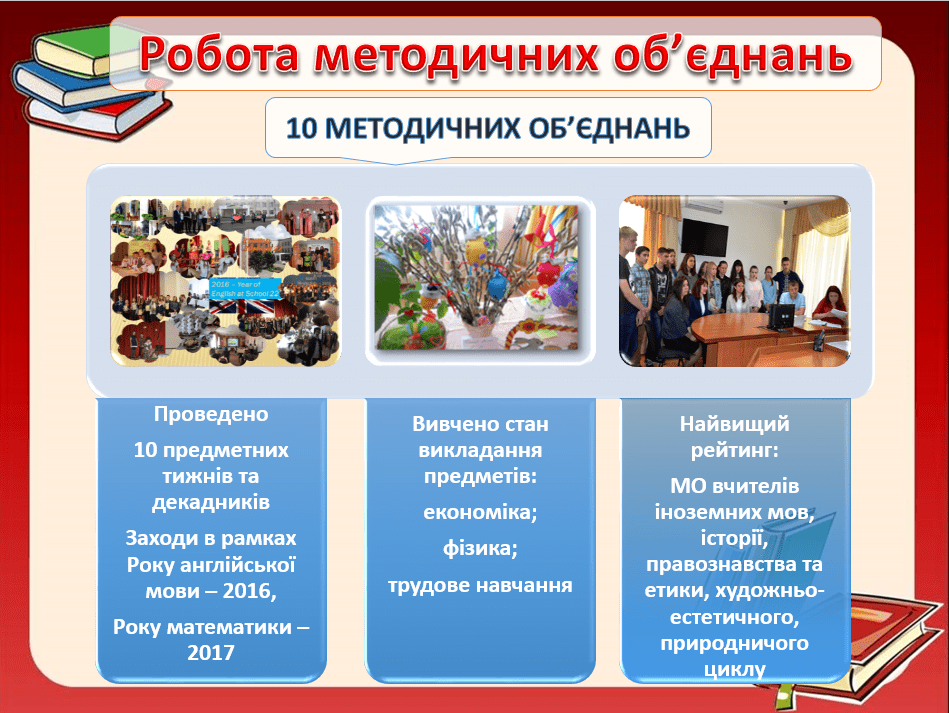 Робота методичних об’єднань
10 МЕТОДИЧНИХ ОБ’ЄДНАНЬ
2016 – Year of
English at School 22
Проведено
10 предметних
тижнів та
декадників
Заходи в рамках
Року англійської
мови – 2016,
Року математики –
2017
Вивчено стан
викладання
предметів:
економіка;
фізика;
трудове навчання
Найвищий
рейтинг:
МО вчителів
іноземних мов,
історії,
правознавства та
етики, художньо-
естетичного,
природничого
циклу